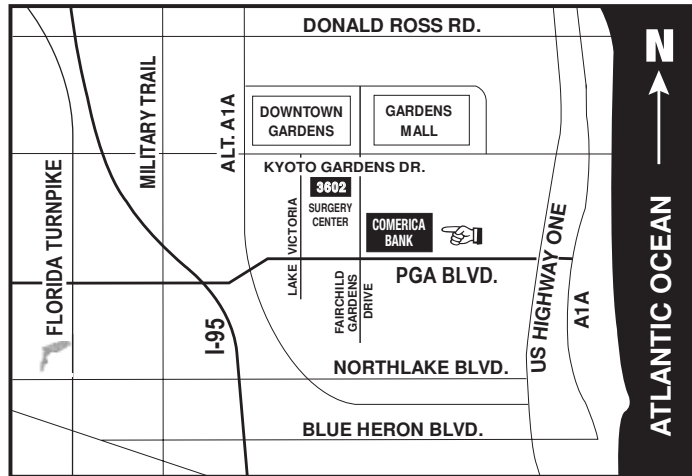 DONALD ROSS RD.
N
MILITARY TRAIL
ALT. A1A
DOWNTOWN
GARDENS
GARDENS
MALL
KYOTO GARDENS DR.
FLORIDA TURNPIKE
3602
SURGERY
CENTER
LAKE VICTORIA
COMERICA
BANK
US HIGHWAY ONE
ATLANTIC OCEAN
PGA BLVD.
FAIRCHILD
GARDENS
DRIVE
A1A
I-95
NORTHLAKE BLVD.
BLUE HERON BLVD.